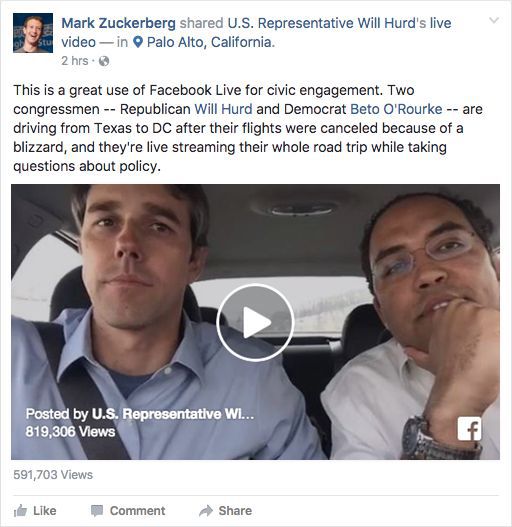 Mark Zuckerberg shared U.S. Representative Will Hurd's live
video — in Palo Alto, California.
2 hrs ·
This is a great use of Facebook Live for civic engagement. Two
congressmen -- Republican Will Hurd and Democrat Beto O'Rourke -- are
driving from Texas to DC after their flights were canceled because of a
blizzard, and they're live streaming their whole road trip while taking
questions about policy.
Posted by U.S. Representative Wi...
819,306 Views
591,703 Views
Like Comment Share